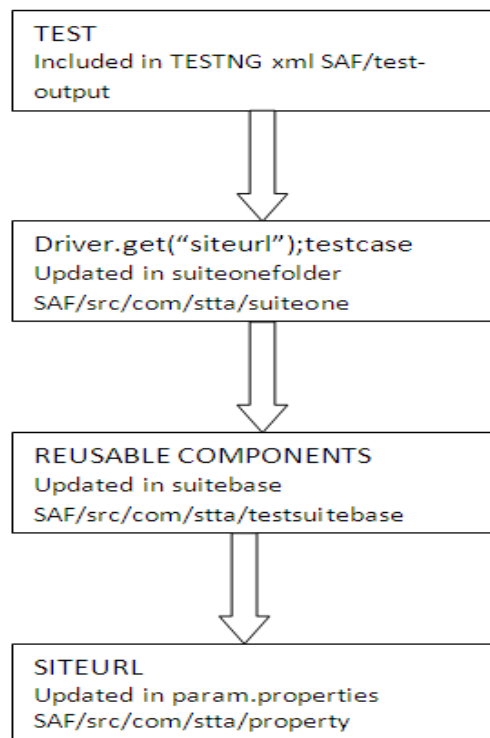 TEST
Included in TESTNG xml SAF/test-
output
Driver.get(“siteurl”);testcase
Updated in suiteonefolder
SAF/src/com/stta/suiteone
REUSABLE COMPONENTS
Updated in suitebase
SAF/src/com/stta/testsuitebase
SITEURL
Updated in param.properties
SAF/src/com/stta/property